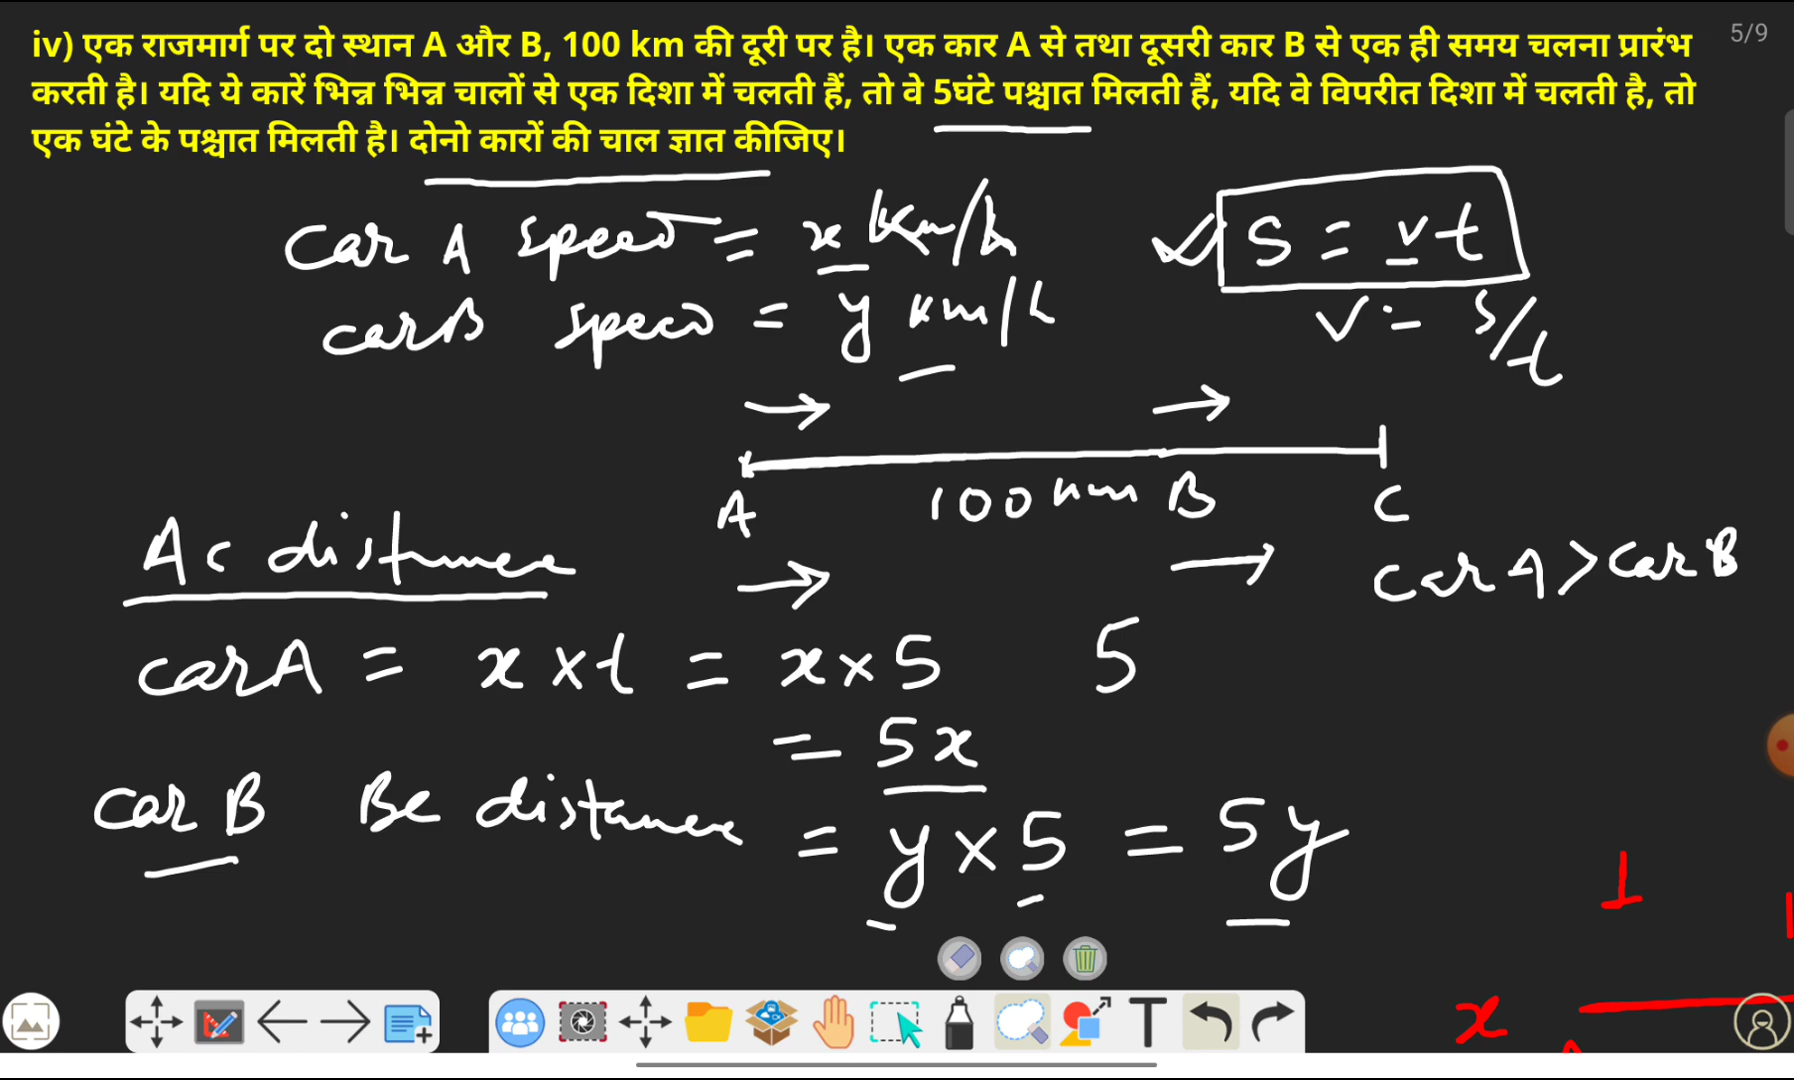 iv) एक राजमार्ग पर दो स्थान A और B, 100 km की दूरी पर है। एक कार A से तथा दूसरी कार B से एक ही समय चलना प्रारंभ
करती है। यदि ये कारें भिन्न भिन्न चालों से एक दिशा में चलती हैं, तो वे 5घंटे पश्चात मिलती हैं, यदि वे विपरीत दिशा में चलती है, तो
एक घंटे के पश्चात मिलती है। दोनो कारों की चाल ज्ञात कीजिए।
5/9
car A speed = x km/h
S = vt
car B speed = y km/h
V = S/t
A 100 km B C
Ac distance
car A > car B
car A = x × t = x × 5 5
= 5x
car B Bc distance = y × 5 = 5y
1
x
T